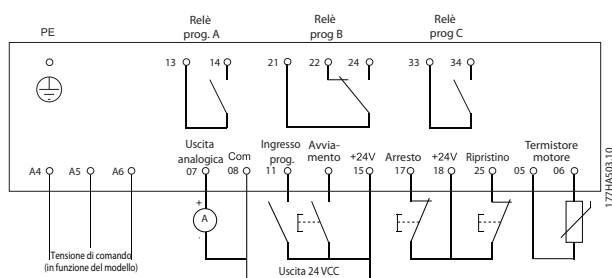 PE
Relè
prog. A
Relè
prog B
Relè
prog C
13 14 21 22 24 33 34
Uscita
analogica
07
Com
08
Ingresso
prog.
11
Avvia-
mento
+24V
15
Arresto
17
+24V
18
Ripristino
25
Termistore
motore
05 06
A4 A5 A6
+
A
-
Tensione di comando
(in funzione del modello)
Uscita 24 VCC
177HA503.10